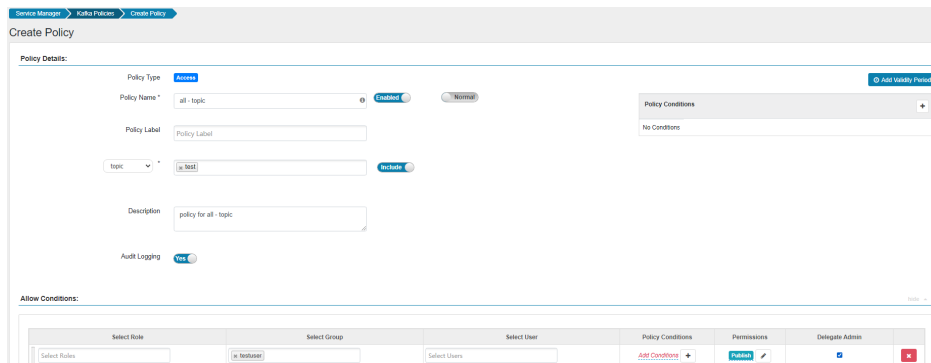 Service Manager Kafka Policies Create Policy
Create Policy
Policy Details:
Policy Type Access
Add Validity Period
Policy Name * all - topic Enabled Normal
Policy Conditions +
No Conditions
Policy Label Policy Label
topic * test Include
Description policy for all - topic
Audit Logging Yes
Allow Conditions:
Select Role Select Group Select User Policy Conditions Permissions Delegate Admin
Select Roles testuser Select Users Add Conditions + Publish